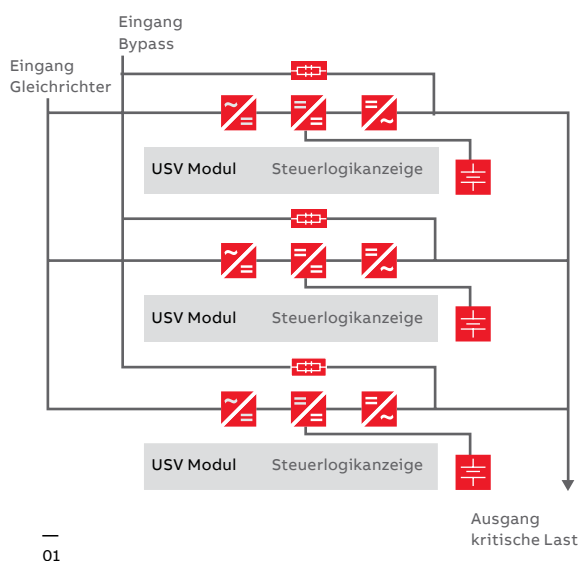 Eingang
Bypass
Eingang
Gleichrichter
USV Modul Steuerlogikanzeige
USV Modul Steuerlogikanzeige
USV Modul Steuerlogikanzeige
Ausgang
kritische Last
01